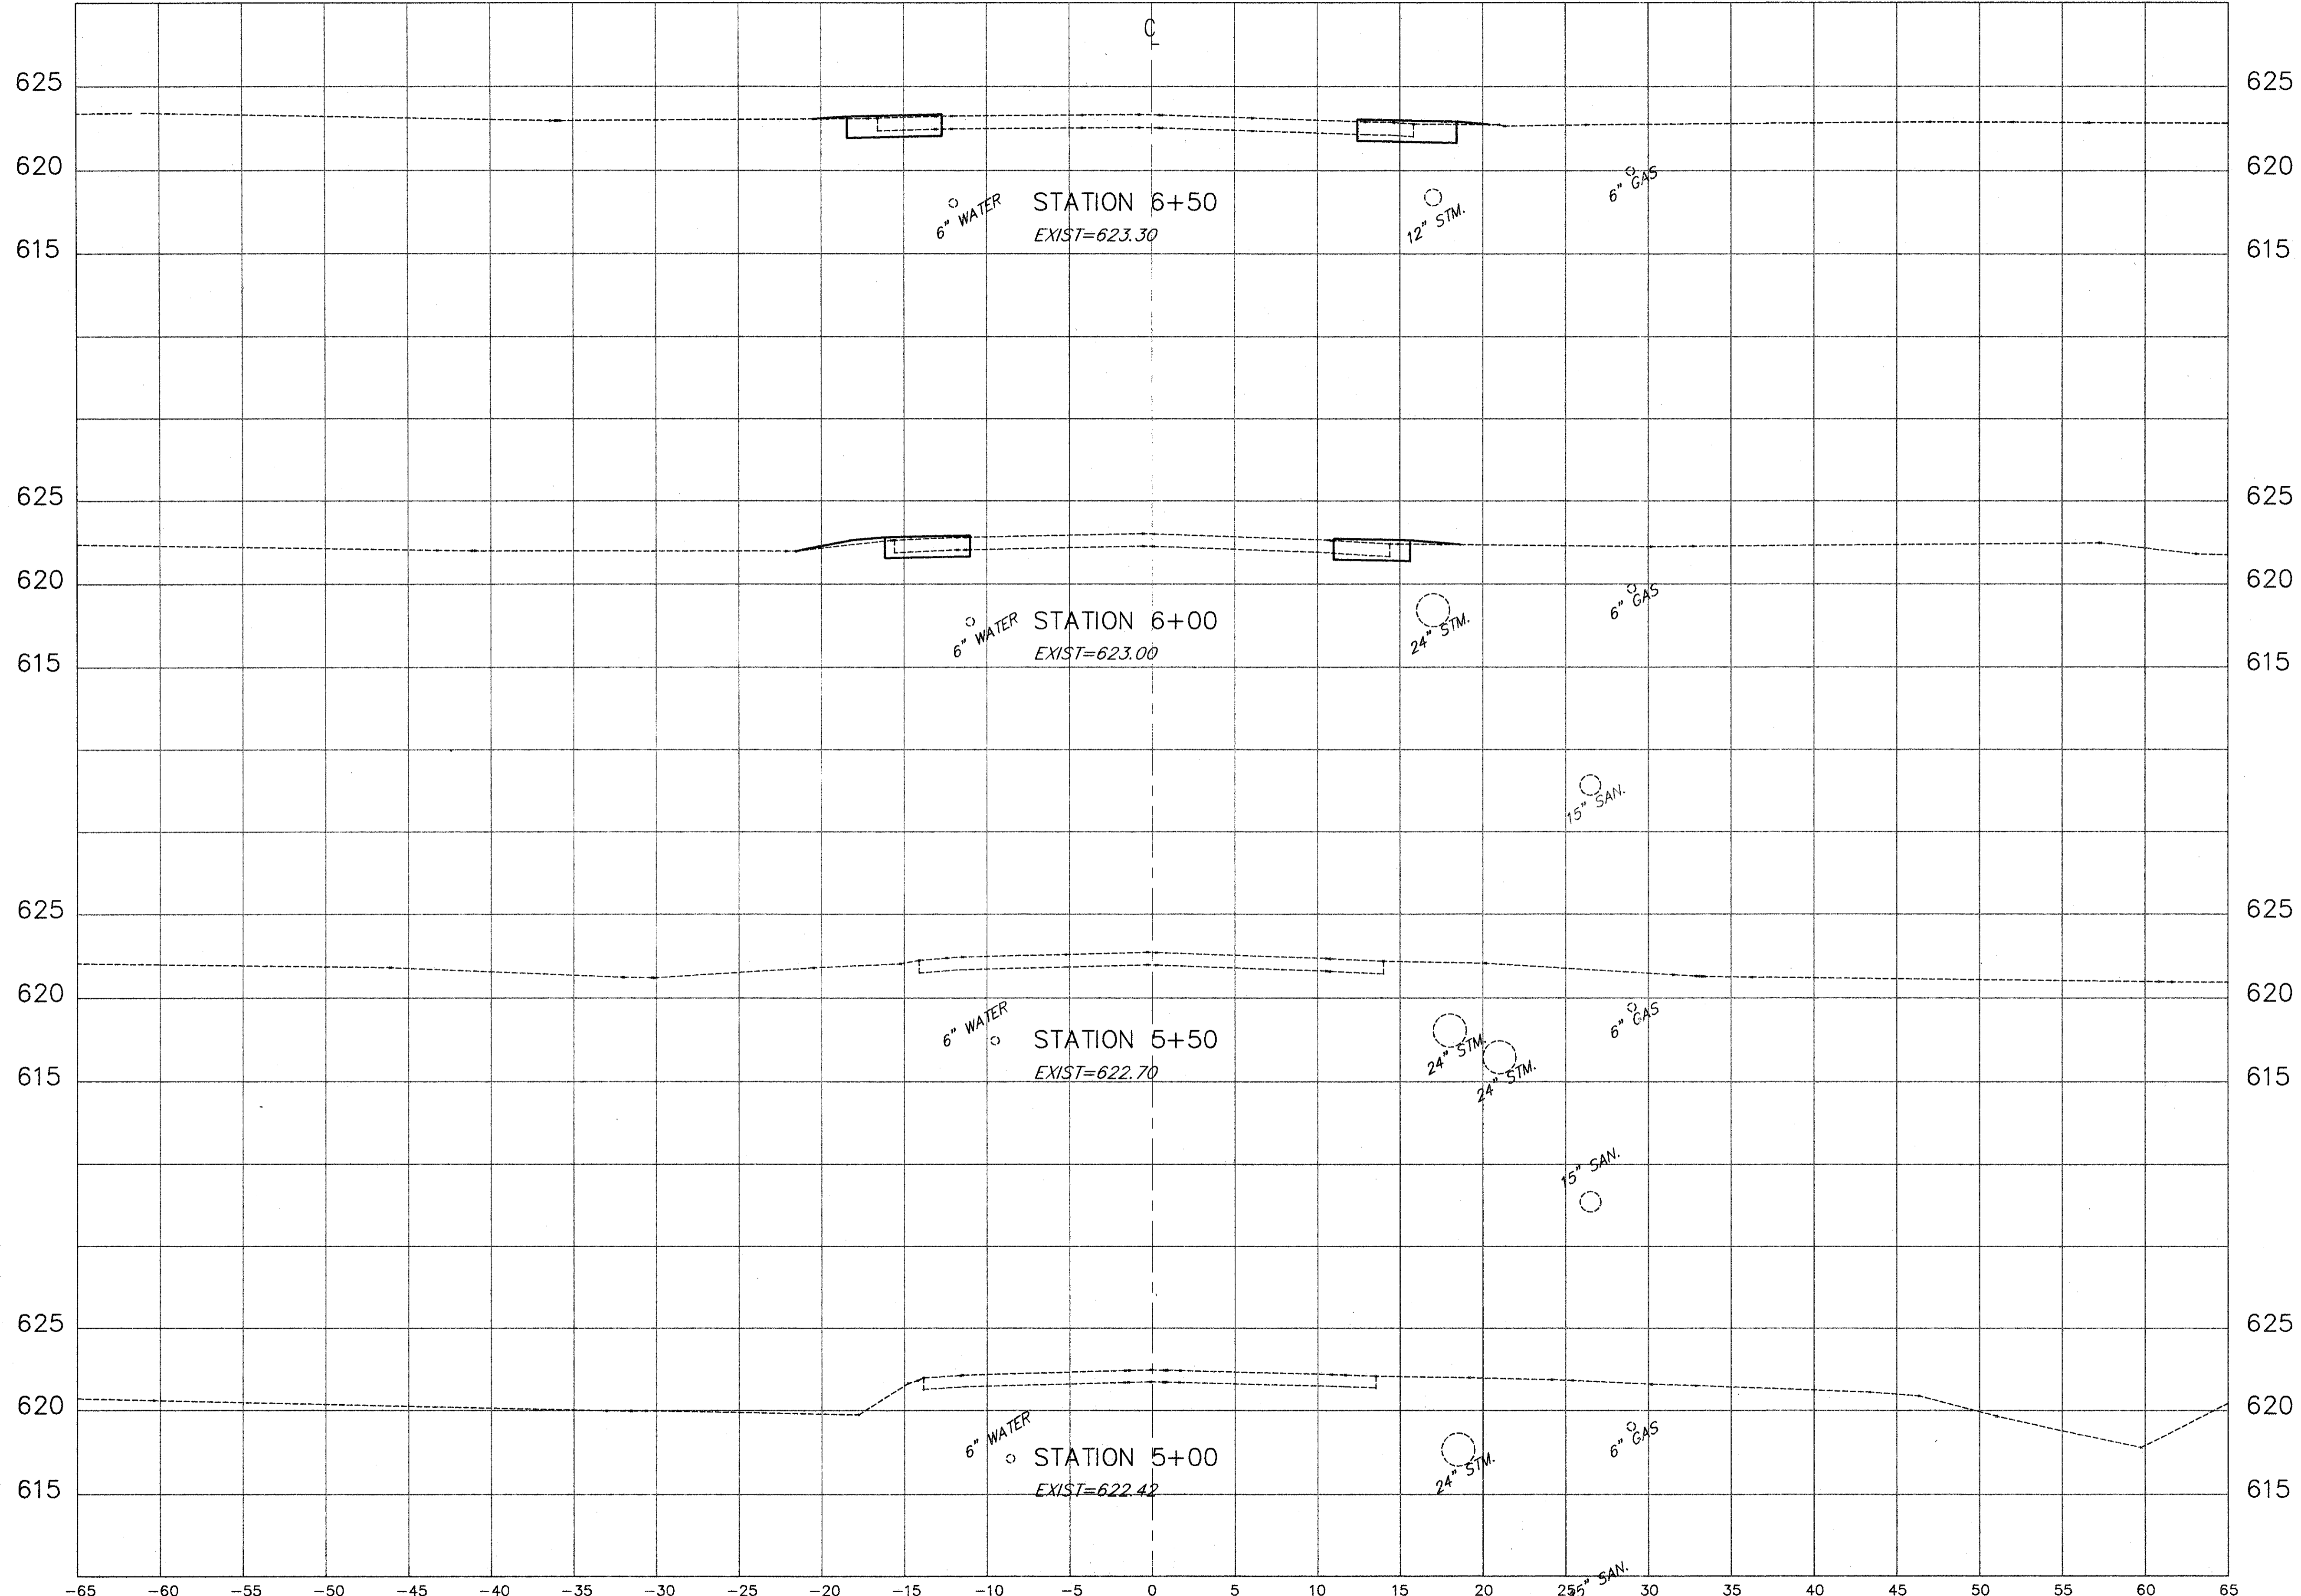 ℄
625 625
620 620
6" WATER STATION 6+50 12" STM. 6" GAS
EXIST=623.30
615 615
625 625
620 620
6" WATER STATION 6+00 24" STM. 6" GAS
EXIST=623.00
615 615
15" SAN.
625 625
620 620
6" WATER STATION 5+50 24" STM. 24" STM. 6" GAS
EXIST=622.70
615 615
15" SAN.
625 625
620 620
6" WATER STATION 5+00 24" STM. 6" GAS
EXIST=622.42
615 615
15" SAN.
-65 -60 -55 -50 -45 -40 -35 -30 -25 -20 -15 -10 -5 0 5 10 15 20 25 30 35 40 45 50 55 60 65